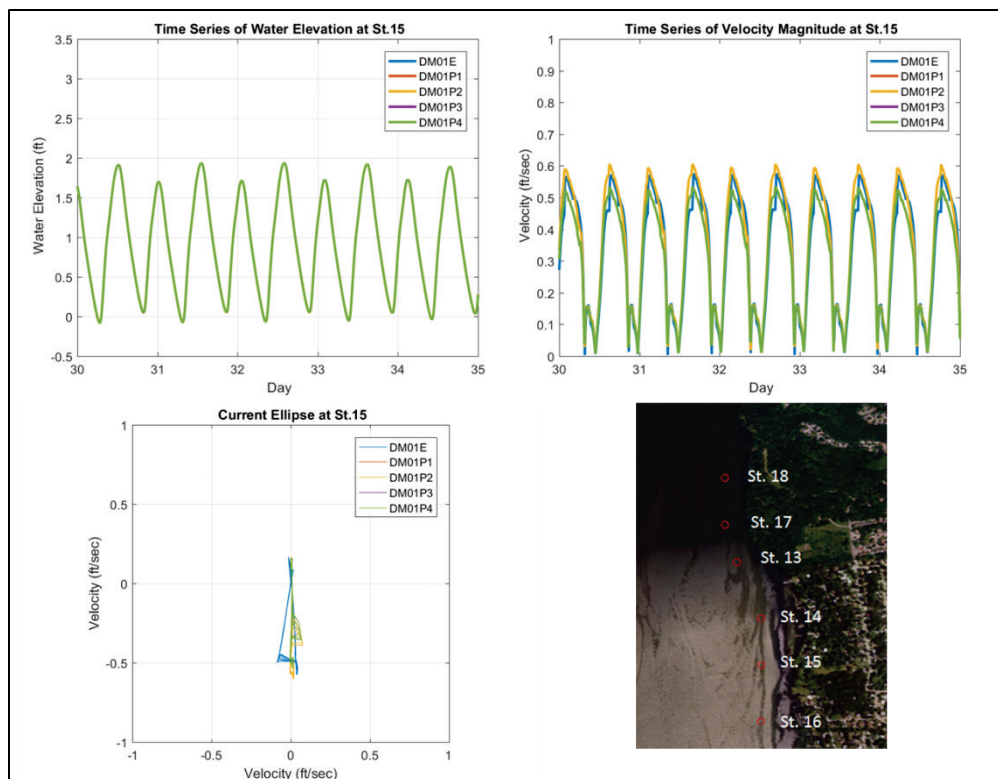 Time Series of Water Elevation at St.15
3.5
3
2.5
2
1.5
1
0.5
0
-0.5
Water Elevation (ft)
DM01E
DM01P1
DM01P2
DM01P3
DM01P4
30 31 32 33 34 35
Day
Time Series of Velocity Magnitude at St.15
1
0.9
0.8
0.7
0.6
0.5
0.4
0.3
0.2
0.1
0
Velocity (ft/sec)
DM01E
DM01P1
DM01P2
DM01P3
DM01P4
30 31 32 33 34 35
Day
Current Ellipse at St.15
1
0.5
0
-0.5
-1
Velocity (ft/sec)
DM01E
DM01P1
DM01P2
DM01P3
DM01P4
-1 -0.5 0 0.5 1
Velocity (ft/sec)
St. 18
St. 17
St. 13
St. 14
St. 15
St. 16